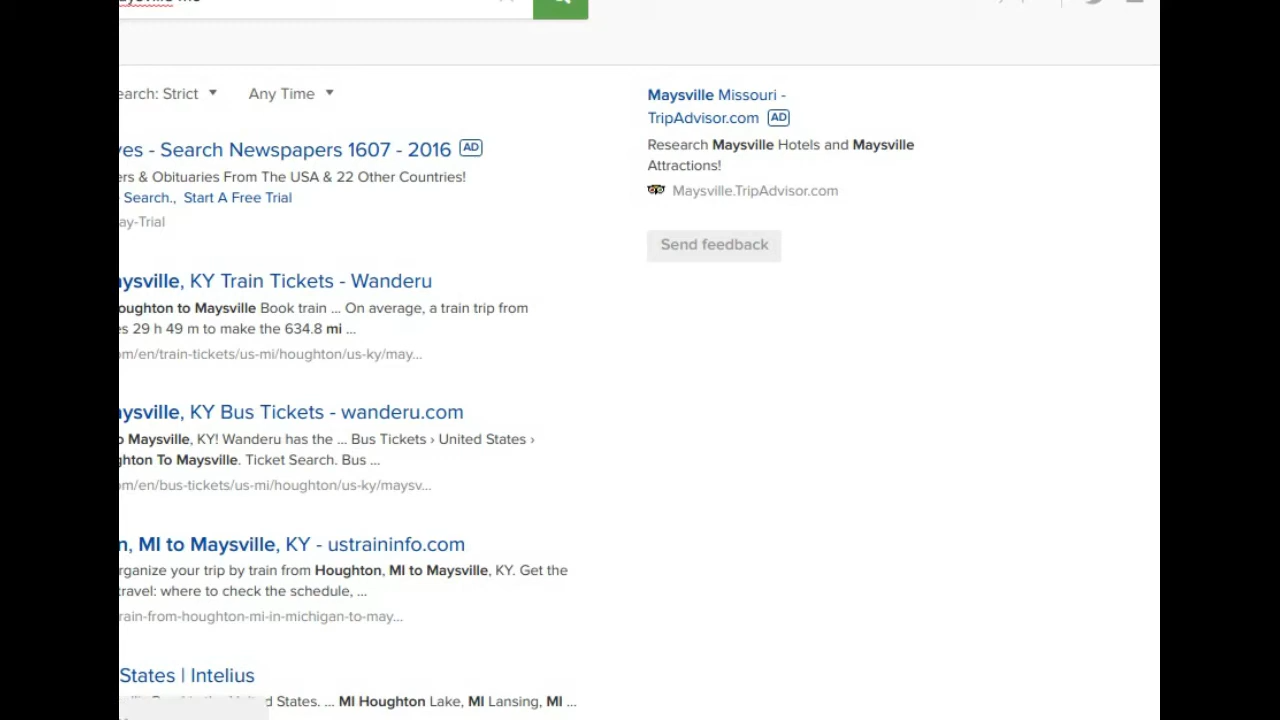 earch: Strict Any Time
ves - Search Newspapers 1607 - 2016 AD
ers & Obituaries From The USA & 22 Other Countries!
Search., Start A Free Trial
ay-Trial
aysville, KY Train Tickets - Wanderu
oughton to Maysville Book train ... On average, a train trip from
es 29 h 49 m to make the 634.8 mi ...
om/en/train-tickets/us-mi/houghton/us-ky/may...
aysville, KY Bus Tickets - wanderu.com
o Maysville, KY! Wanderu has the ... Bus Tickets › United States ›
ghton To Maysville. Ticket Search. Bus ...
om/en/bus-tickets/us-mi/houghton/us-ky/maysv...
n, MI to Maysville, KY - ustraininfo.com
rganize your trip by train from Houghton, MI to Maysville, KY. Get the
travel: where to check the schedule, ...
rain-from-houghton-mi-in-michigan-to-may...
States | Intelius
d States. ... MI Houghton Lake, MI Lansing, MI ...
Maysville Missouri -
TripAdvisor.com AD
Research Maysville Hotels and Maysville
Attractions!
Maysville.TripAdvisor.com
Send feedback